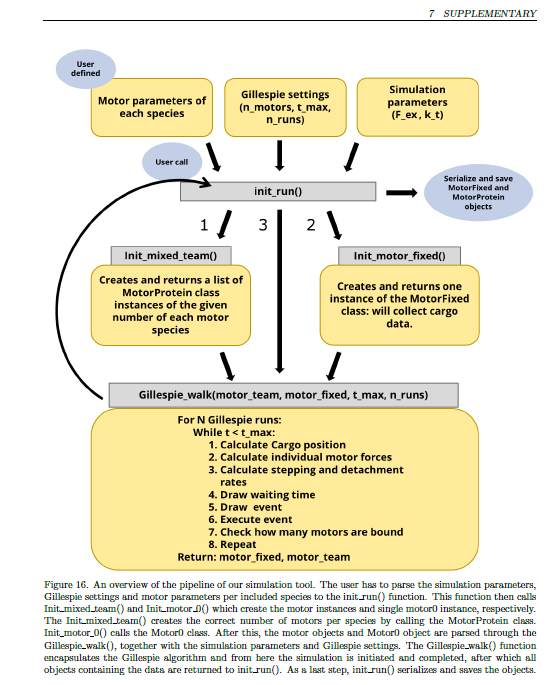 7 SUPPLEMENTARY
User
defined
Motor parameters of
each species
Gillespie settings
(n_motors, t_max,
n_runs)
Simulation
parameters
(F_ex , k_t)
User call
init_run()
Serialize and save
MotorFixed and
MotorProtein
objects
1
3
2
Init_mixed_team()
Init_motor_fixed()
Creates and returns a list of
MotorProtein class
instances of the given
number of each motor
species
Creates and returns one
instance of the MotorFixed
class: will collect cargo
data.
Gillespie_walk(motor_team, motor_fixed, t_max, n_runs)
For N Gillespie runs:
While t < t_max:
1. Calculate Cargo position
2. Calculate individual motor forces
3. Calculate stepping and detachment
rates
4. Draw waiting time
5. Draw event
6. Execute event
7. Check how many motors are bound
8. Repeat
Return: motor_fixed, motor_team
Figure 16. An overview of the pipeline of our simulation tool. The user has to parse the simulation parameters,
Gillespie settings and motor parameters per included species to the init_run() function. This function then calls
Init_mixed_team() and Init_motor_0() which create the motor instances and single motor0 instance, respectively.
The Init_mixed_team() creates the correct number of motors per species by calling the MotorProtein class.
Init_motor_0() calls the Motor0 class. After this, the motor objects and Motor0 object are parsed through the
Gillespie_walk(), together with the simulation parameters and Gillespie settings. The Gillespie_walk() function
encapsulates the Gillespie algorithm and from here the simulation is initiated and completed, after which all
objects containing the data are returned to init_run(). As a last step, init_run() serializes and saves the objects.